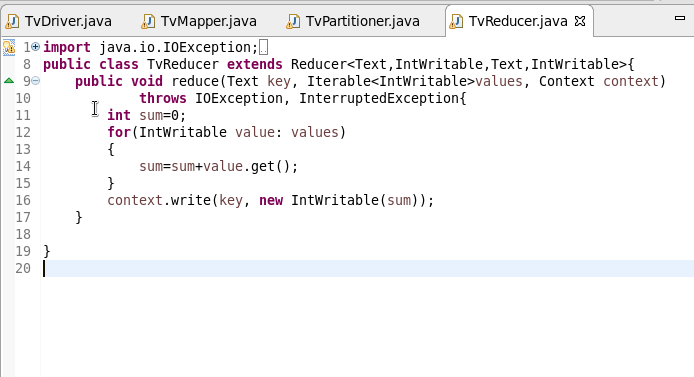 TvDriver.java TvMapper.java TvPartitioner.java TvReducer.java
1 import java.io.IOException;
8 public class TvReducer extends Reducer<Text,IntWritable,Text,IntWritable>{
9 public void reduce(Text key, Iterable<IntWritable>values, Context context)
10 throws IOException, InterruptedException{
11 int sum=0;
12 for(IntWritable value: values)
13 {
14 sum=sum+value.get();
15 }
16 context.write(key, new IntWritable(sum));
17 }
18
19 }
20